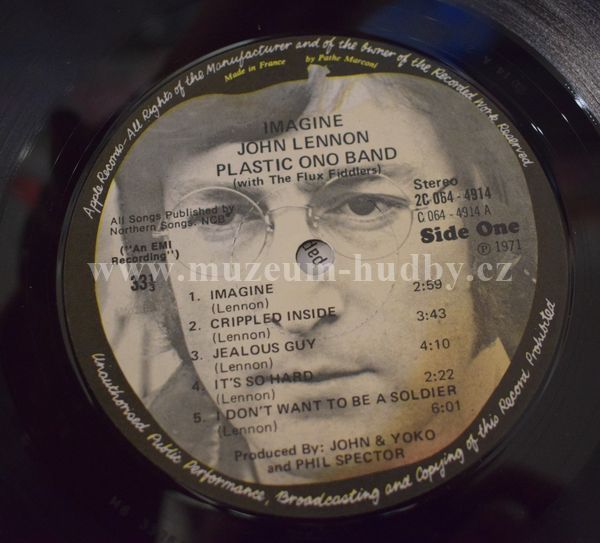 Apple Records-All Rights of the Manufacturer and of the Owner of the Recorded Work Reserved
Made in France by Pathe Marconi
IMAGINE
JOHN LENNON
PLASTIC ONO BAND
(with The Flux Fiddlers)
All Songs Published by
Northern Songs, NCB
("An EMI
Recording")
33 1/3
Stereo
2C 064 - 4914
C 064 - 4914 A
Side One
℗ 1971
www.muzeum-hudby.cz
1. IMAGINE 2:59
(Lennon)
2. CRIPPLED INSIDE 3:43
(Lennon)
3. JEALOUS GUY 4:10
(Lennon)
4. IT'S SO HARD 2:22
(Lennon)
5. I DON'T WANT TO BE A SOLDIER 6:01
(Lennon)
Produced By: JOHN & YOKO
and PHIL SPECTOR
Unauthorised Public Performance, Broadcasting and Copying of this Record Prohibited